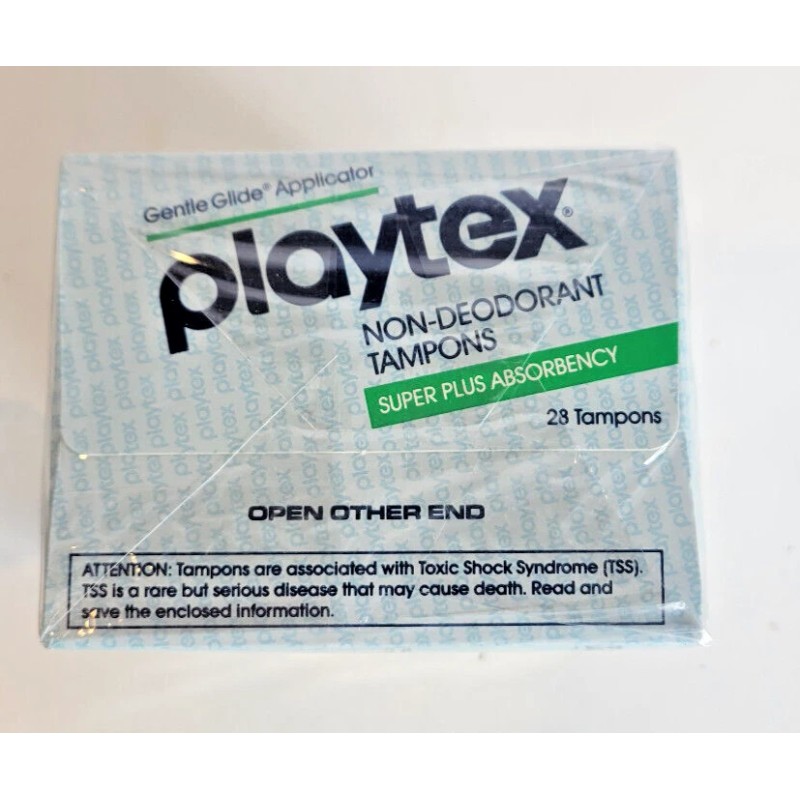 Gentle Glide® Applicator
playtex®
NON-DEODORANT
TAMPONS
SUPER PLUS ABSORBENCY
28 Tampons
OPEN OTHER END
ATTENTION: Tampons are associated with Toxic Shock Syndrome (TSS).
TSS is a rare but serious disease that may cause death. Read and
save the enclosed information.